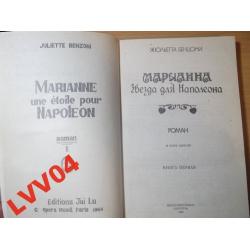 JULIETTE BENZONI
MARIANNE
une étoile pour
NAPOLEON
roman
Editions Jai Lu
LVV04
ЖЮЛЬЕТТА БЕНЦОНИ
МАРИАННА
Звезда для Наполеона
РОМАН
КНИГА ПЕРВАЯ